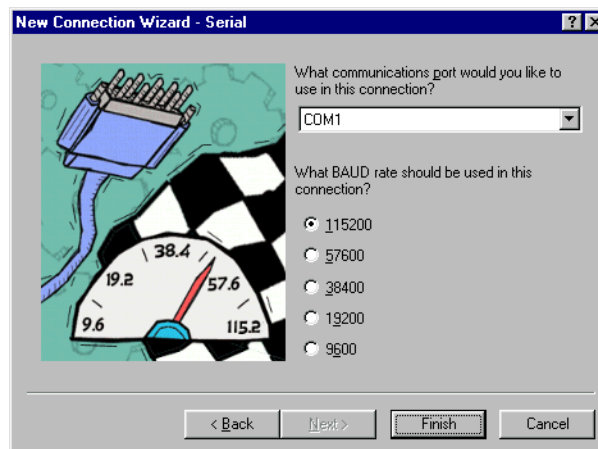 New Connection Wizard - Serial
What communications port would you like to
use in this connection?
COM1
What BAUD rate should be used in this
connection?
115200
57600
38400
19200
9600
9.6
19.2
38.4
57.6
115.2
< Back
Next >
Finish
Cancel